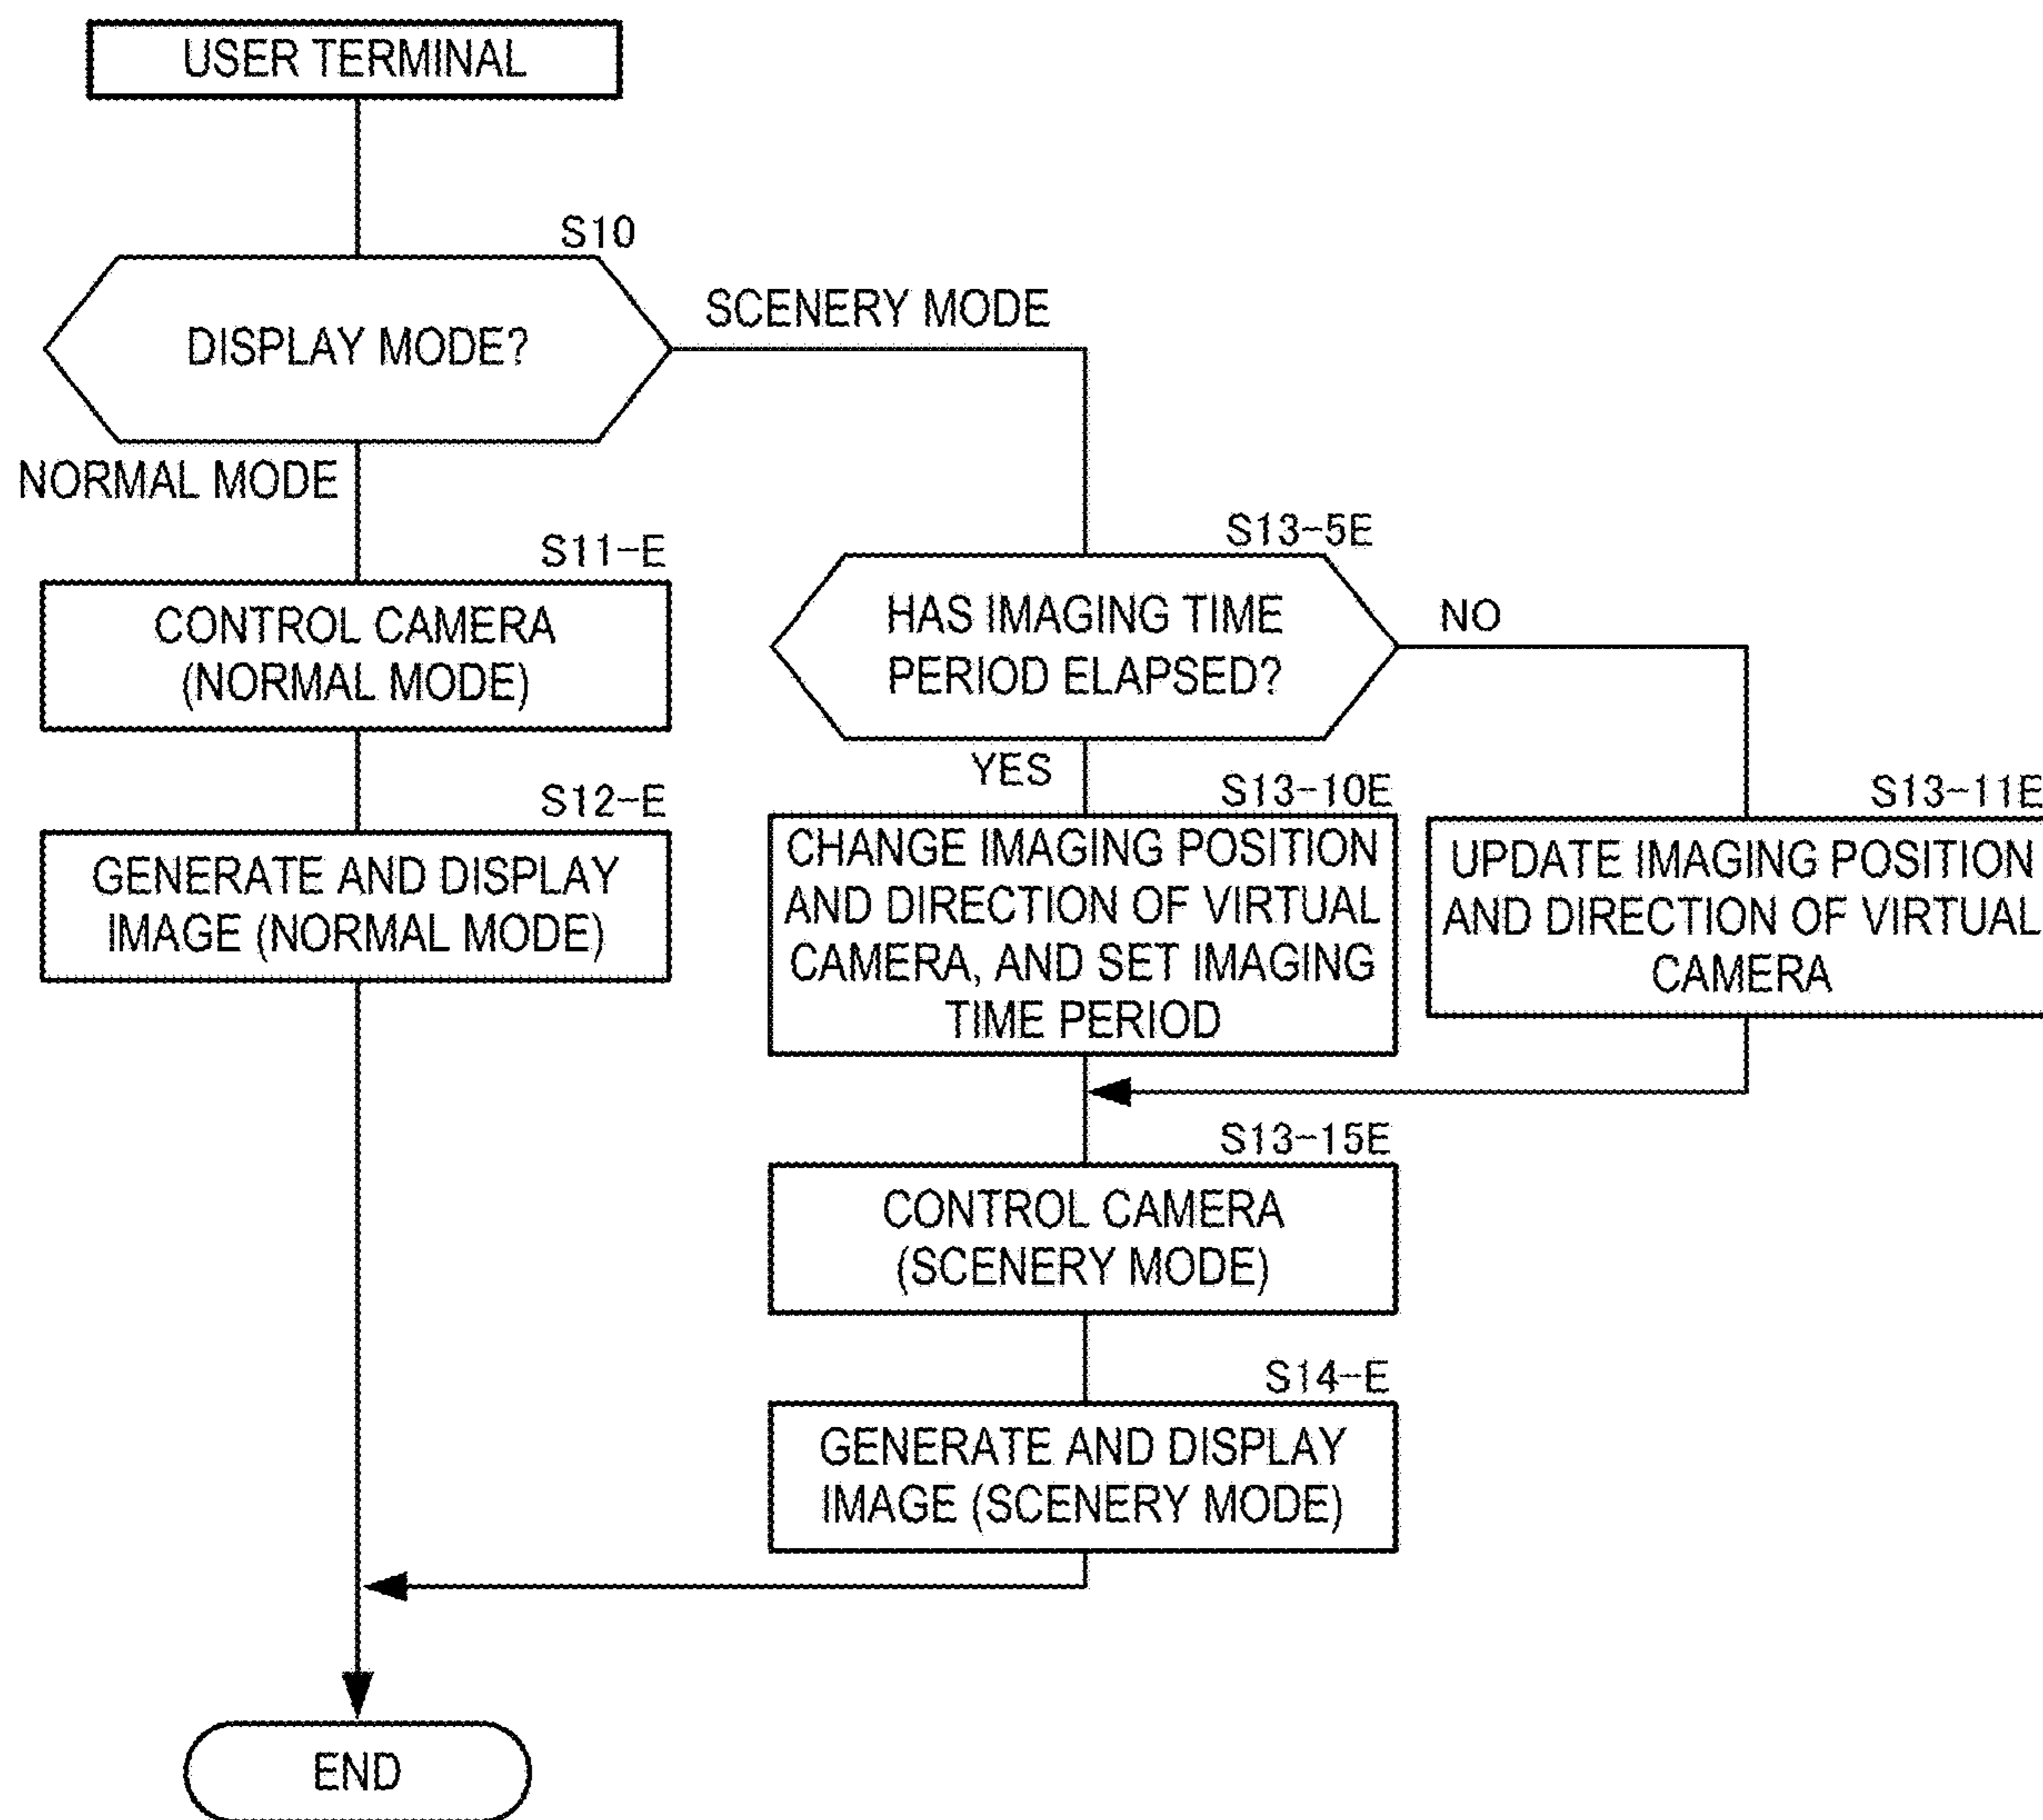 USER TERMINAL
S10
DISPLAY MODE?
SCENERY MODE
NORMAL MODE
S11-E
CONTROL CAMERA
(NORMAL MODE)
S12-E
GENERATE AND DISPLAY
IMAGE (NORMAL MODE)
S13-5E
HAS IMAGING TIME
PERIOD ELAPSED?
NO
YES
S13-10E
CHANGE IMAGING POSITION
AND DIRECTION OF VIRTUAL
CAMERA, AND SET IMAGING
TIME PERIOD
S13-11E
UPDATE IMAGING POSITION
AND DIRECTION OF VIRTUAL
CAMERA
S13-15E
CONTROL CAMERA
(SCENERY MODE)
S14-E
GENERATE AND DISPLAY
IMAGE (SCENERY MODE)
END